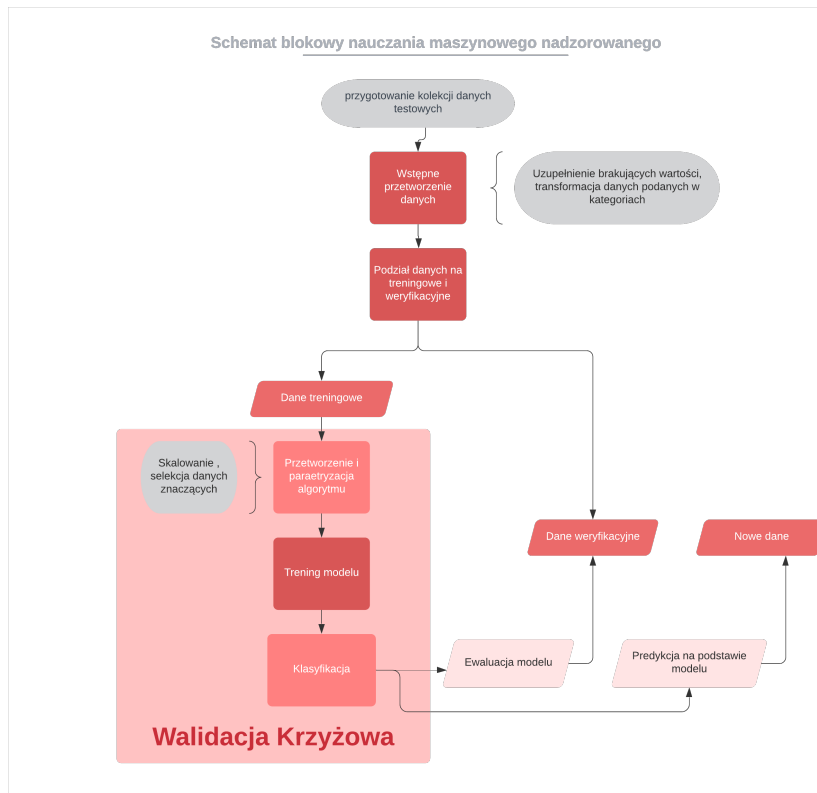 Schemat blokowy nauczania maszynowego nadzorowanego
przygotowanie kolekcji danych
testowych
Wstępne
przetworzenie
danych
Uzupełnienie brakujących wartości,
transformacja danych podanych w
kategoriach
Podział danych na
treningowe i
weryfikacyjne
Dane treningowe
Skalowanie ,
selekcja danych
znaczących
Przetworzenie i
paraetryzacja
algorytmu
Trening modelu
Dane weryfikacyjne
Nowe dane
Klasyfikacja
Ewaluacja modelu
Predykcja na podstawie
modelu
Walidacja Krzyżowa